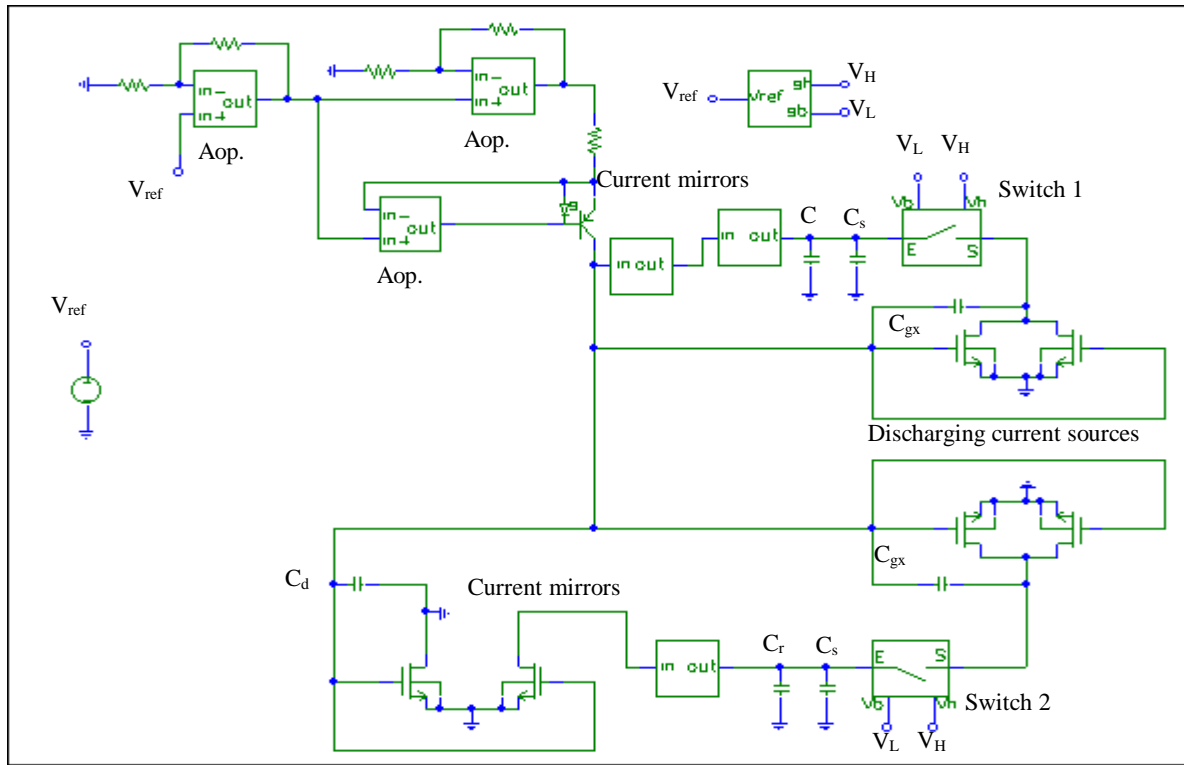 in-
out
in+
Aop.
Vref
in-
out
in+
Aop.
Vref
Vref
gh
gb
VH
VL
VL
VH
Switch 1
Vb
Vh
E
S
Current mirrors
in-
out
in+
Aop.
in out
in out
C
Cs
Vref
Cgx
Discharging current sources
Cgx
Cd
Current mirrors
in out
Cr
Cs
E
S
Vb
Vh
Switch 2
VL
VH